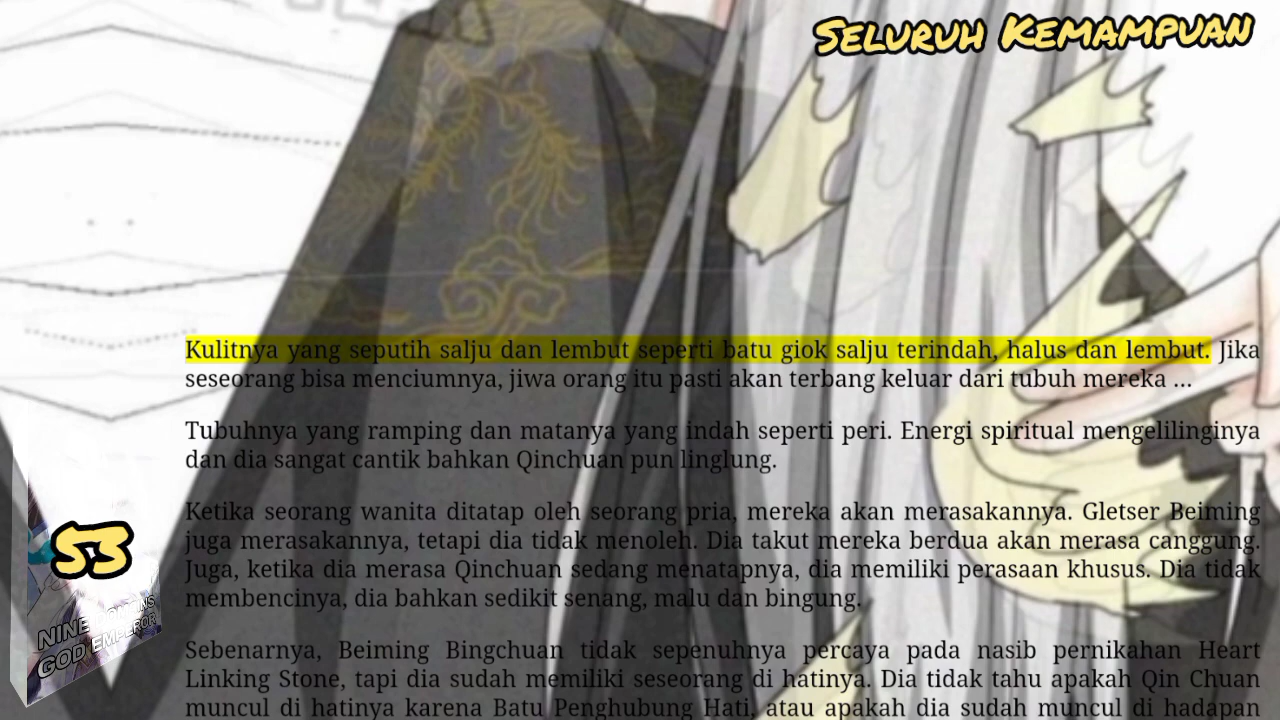 Seluruh Kemampuan
Kulitnya yang seputih salju dan lembut seperti batu giok salju terindah, halus dan lembut. Jika
seseorang bisa menciumnya, jiwa orang itu pasti akan terbang keluar dari tubuh mereka ...
Tubuhnya yang ramping dan matanya yang indah seperti peri. Energi spiritual mengelilinginya
dan dia sangat cantik bahkan Qinchuan pun linglung.
Ketika seorang wanita ditatap oleh seorang pria, mereka akan merasakannya. Gletser Beiming
juga merasakannya, tetapi dia tidak menoleh. Dia takut mereka berdua akan merasa canggung.
Juga, ketika dia merasa Qinchuan sedang menatapnya, dia memiliki perasaan khusus. Dia tidak
membencinya, dia bahkan sedikit senang, malu dan bingung.
Sebenarnya, Beiming Bingchuan tidak sepenuhnya percaya pada nasib pernikahan Heart
Linking Stone, tapi dia sudah memiliki seseorang di hatinya. Dia tidak tahu apakah Qin Chuan
muncul di hatinya karena Batu Penghubung Hati, atau apakah dia sudah muncul di hadapan
53
NINE
GOD EMPEROR